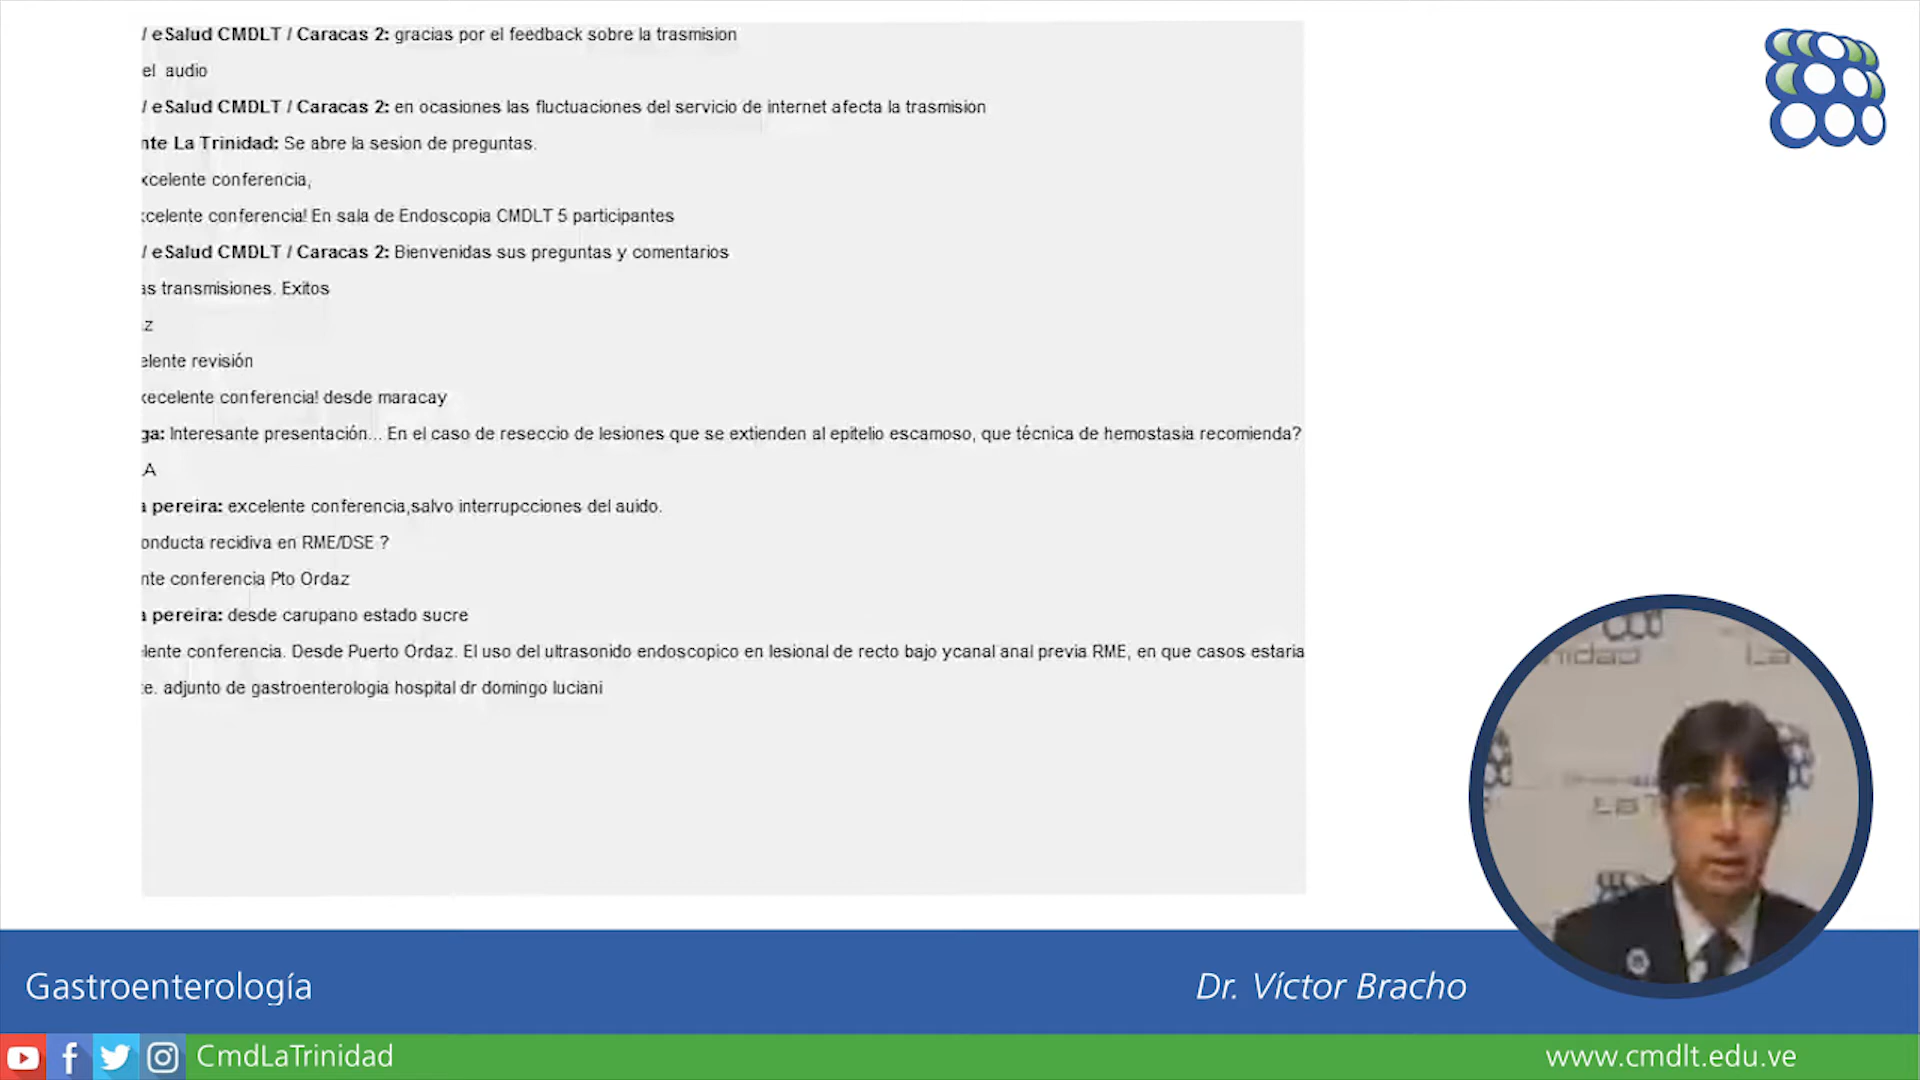 / eSalud CMDLT / Caracas 2: gracias por el feedback sobre la trasmision
el audio
/ eSalud CMDLT / Caracas 2: en ocasiones las fluctuaciones del servicio de internet afecta la trasmision
nte La Trinidad: Se abre la sesion de preguntas.
xcelente conferencia,
xcelente conferencia! En sala de Endoscopia CMDLT 5 participantes
/ eSalud CMDLT / Caracas 2: Bienvenidas sus preguntas y comentarios
as transmisiones. Exitos
z
elente revisión
xecelente conferencia! desde maracay
ga: Interesante presentación... En el caso de reseccio de lesiones que se extienden al epitelio escamoso, que técnica de hemostasia recomienda?
A
a pereira: excelente conferencia,salvo interrupcciones del auido.
onducta recidiva en RME/DSE ?
nte conferencia Pto Ordaz
a pereira: desde carupano estado sucre
lente conferencia. Desde Puerto Ordaz. El uso del ultrasonido endoscopico en lesional de recto bajo ycanal anal previa RME, en que casos estaria
te. adjunto de gastroenterologia hospital dr domingo luciani
Gastroenterología
Dr. Víctor Bracho
CmdLaTrinidad
www.cmdlt.edu.ve